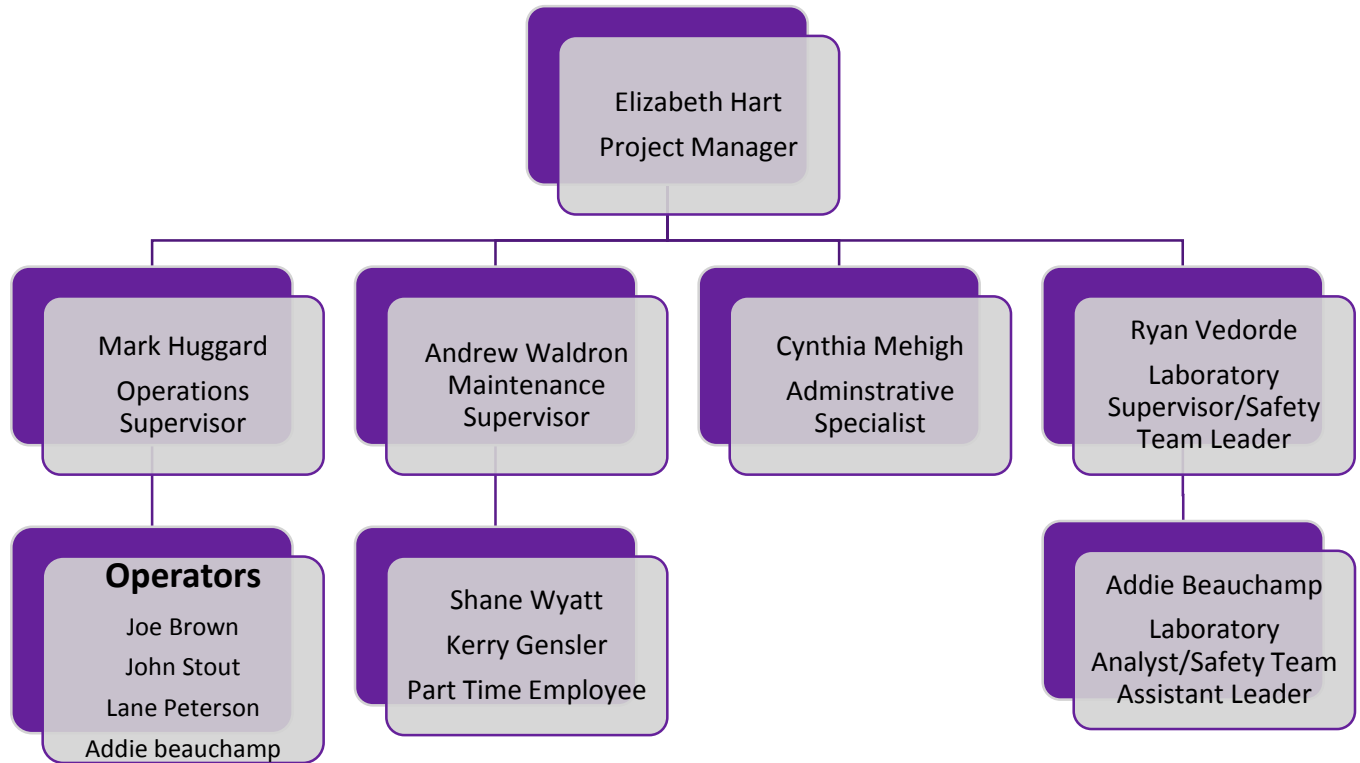 Elizabeth Hart
Project Manager
Mark Huggard
Operations
Supervisor
Andrew Waldron
Maintenance
Supervisor
Cynthia Mehigh
Adminstrative
Specialist
Ryan Vedorde
Laboratory
Supervisor/Safety
Team Leader
Operators
Joe Brown
John Stout
Lane Peterson
Addie beauchamp
Shane Wyatt
Kerry Gensler
Part Time Employee
Addie Beauchamp
Laboratory
Analyst/Safety Team
Assistant Leader